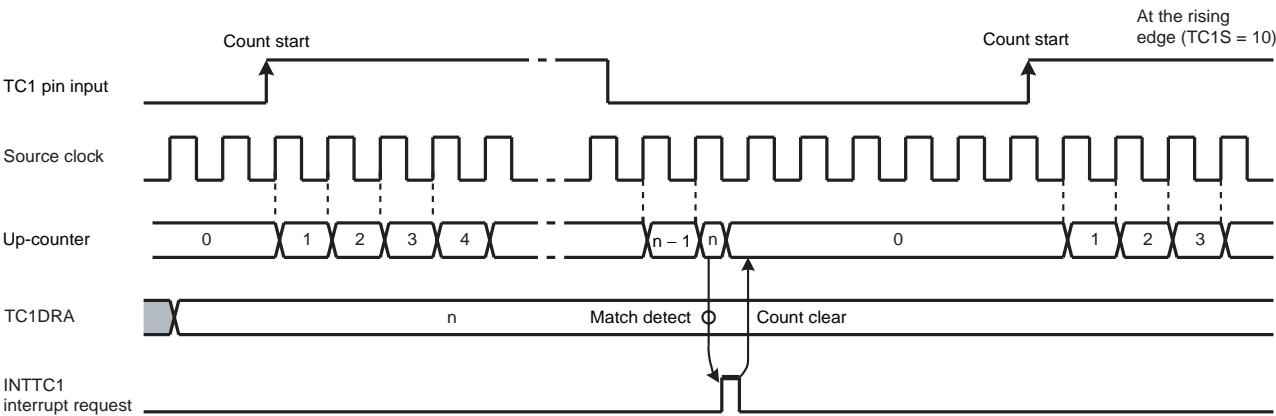 At the rising
edge (TC1S = 10)
Count start
Count start
TC1 pin input
Source clock
Up-counter
0
1
2
3
4
n – 1
n
0
1
2
3
TC1DRA
n
Match detect
Count clear
INTTC1
interrupt request